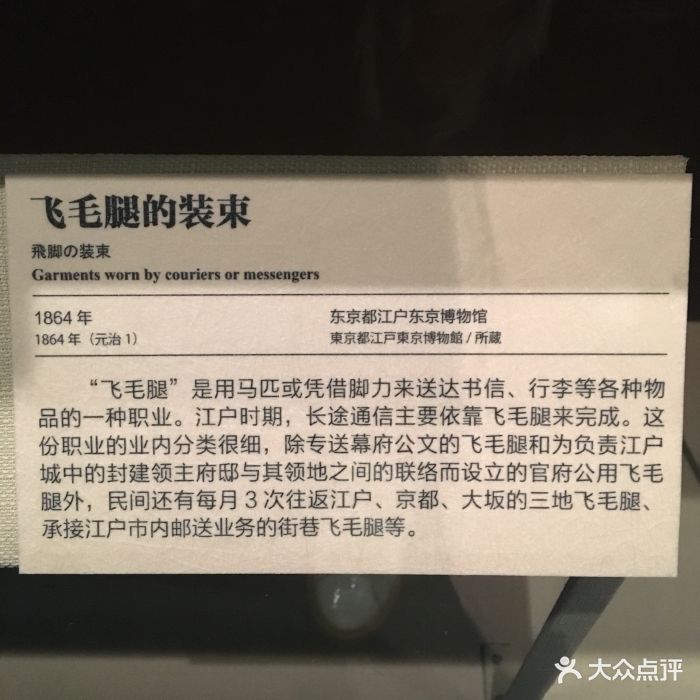 飞毛腿的装束
飛脚の装束
Garments worn by couriers or messengers
1864 年
东京都江户东京博物馆
1864 年（元治 1）
東京都江戸東京博物館 / 所蔵
“飞毛腿”是用马匹或凭借脚力来送达书信、行李等各种物
品的一种职业。江户时期，长途通信主要依靠飞毛腿来完成。这
份职业的业内分类很细，除专送幕府公文的飞毛腿和为负责江户
城中的封建领主府邸与其领地之间的联络而设立的官府公用飞毛
腿外，民间还有每月 3 次往返江户、京都、大坂的三地飞毛腿、
承接江户市内邮送业务的街巷飞毛腿等。
大众点评